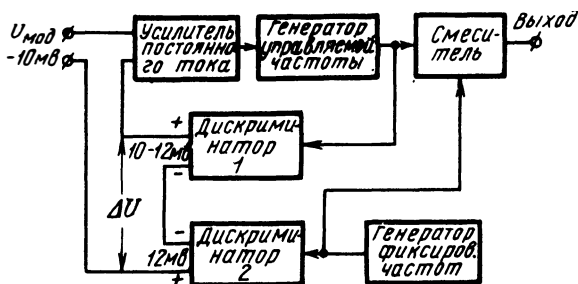 Uмод
-10мв
Усилитель
постоянно-
го тока
Генератор
управляемой
частоты
Смеси-
тель
Выход
+
10-12мв
-
Дискрими-
натор
1
ΔU
-
12мв
+
Дискрими-
натор
2
Генератор
фиксиров.
частот